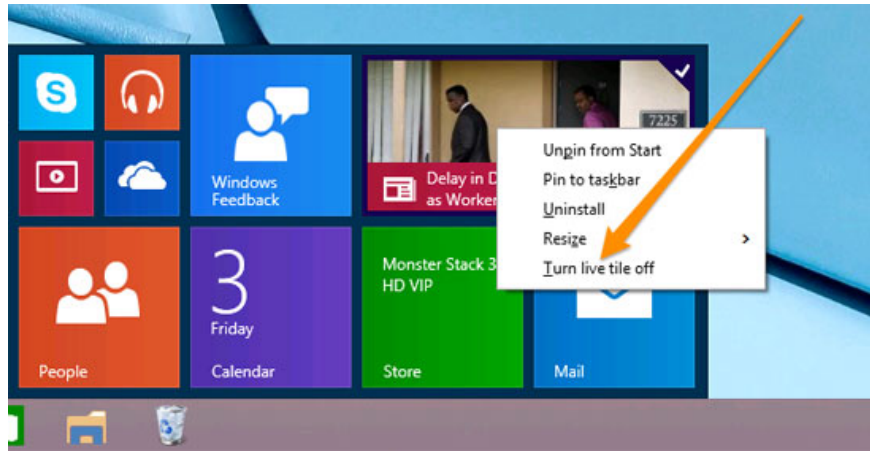 S
7225
Windows
Feedback
Delay in D
as Worker
Unpin from Start
Pin to taskbar
Uninstall
Resize
Turn live tile off
3
Friday
Monster Stack 3
HD VIP
People
Calendar
Store
Mail